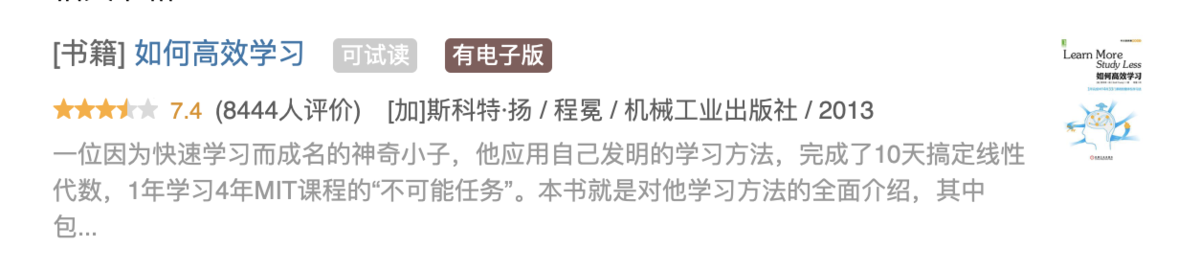 [书籍] 如何高效学习 可试读 有电子版
7.4 (8444人评价) [加]斯科特·扬 / 程冕 / 机械工业出版社 / 2013
一位因为快速学习而成名的神奇小子，他应用自己发明的学习方法，完成了10天搞定线性
代数，1年学习4年MIT课程的“不可能任务”。本书就是对他学习方法的全面介绍，其中
包...
Learn More
Study Less
如何高效学习